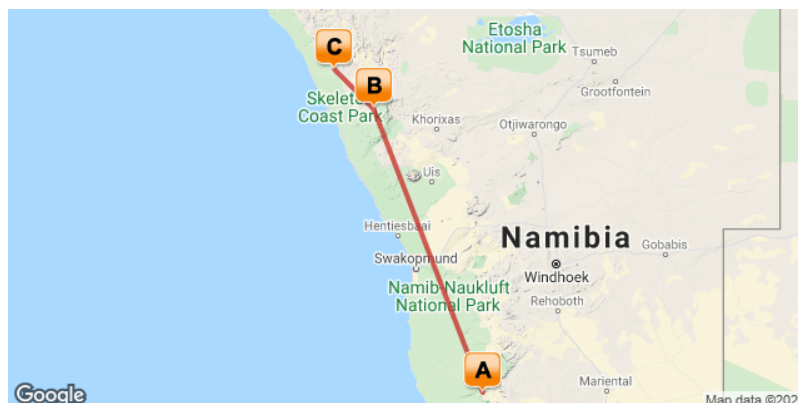 Etosha
National Park
Tsumeb
Grootfontein
C
B
Skeleton
Coast Park
Khorixas
Otjiwarongo
Uis
Hentiesbaai
Namibia
Gobabis
Swakopmund
Windhoek
Namib-Naukluft
National Park
Rehoboth
A
Mariental
Google
Map data ©202